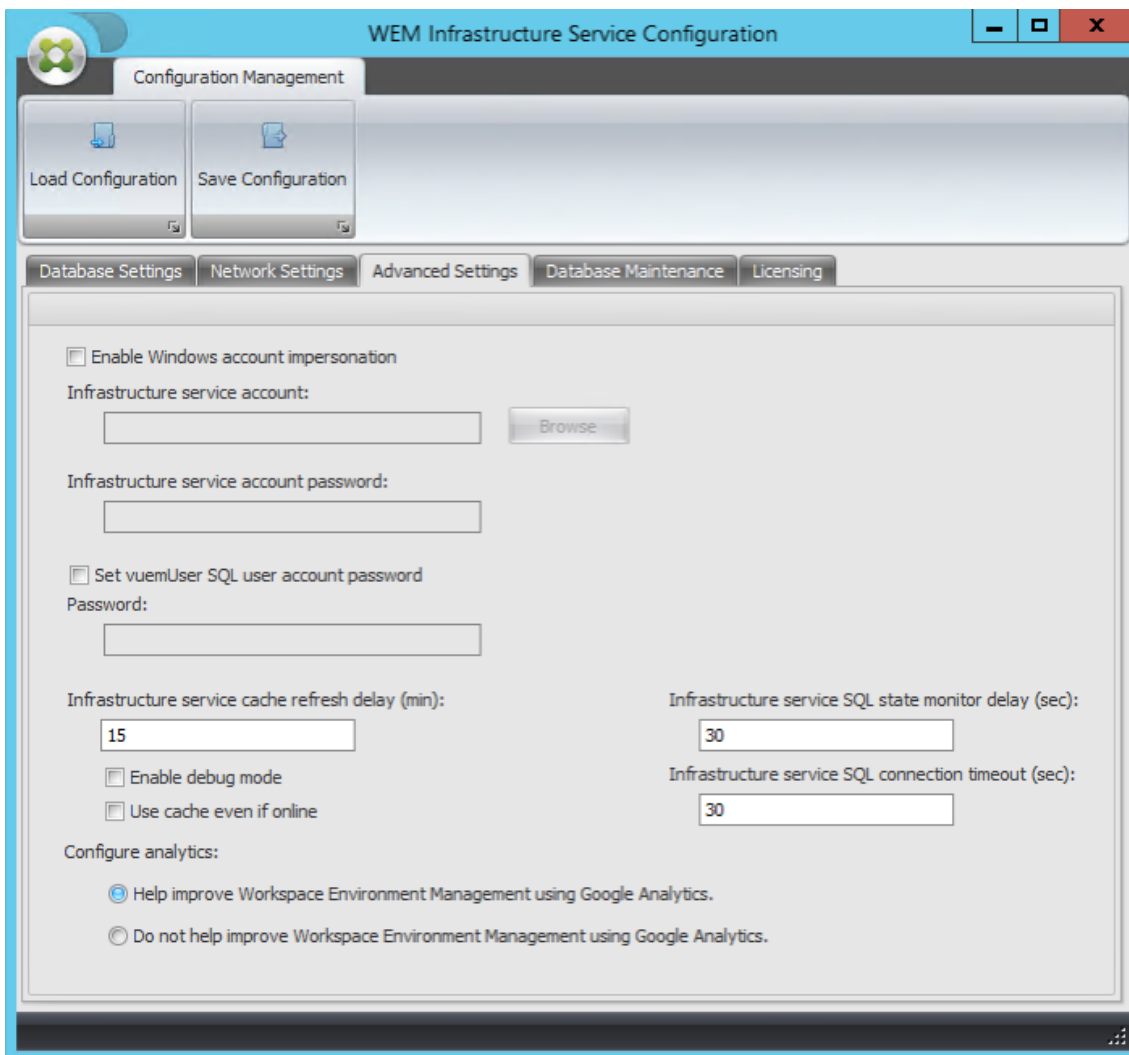 WEM Infrastructure Service Configuration
Configuration Management
Load Configuration
Save Configuration
Database Settings
Network Settings
Advanced Settings
Database Maintenance
Licensing
Enable Windows account impersonation
Infrastructure service account:
Browse
Infrastructure service account password:
Set vuemUser SQL user account password
Password:
Infrastructure service cache refresh delay (min):
15
Enable debug mode
Use cache even if online
Infrastructure service SQL state monitor delay (sec):
30
Infrastructure service SQL connection timeout (sec):
30
Configure analytics:
Help improve Workspace Environment Management using Google Analytics.
Do not help improve Workspace Environment Management using Google Analytics.